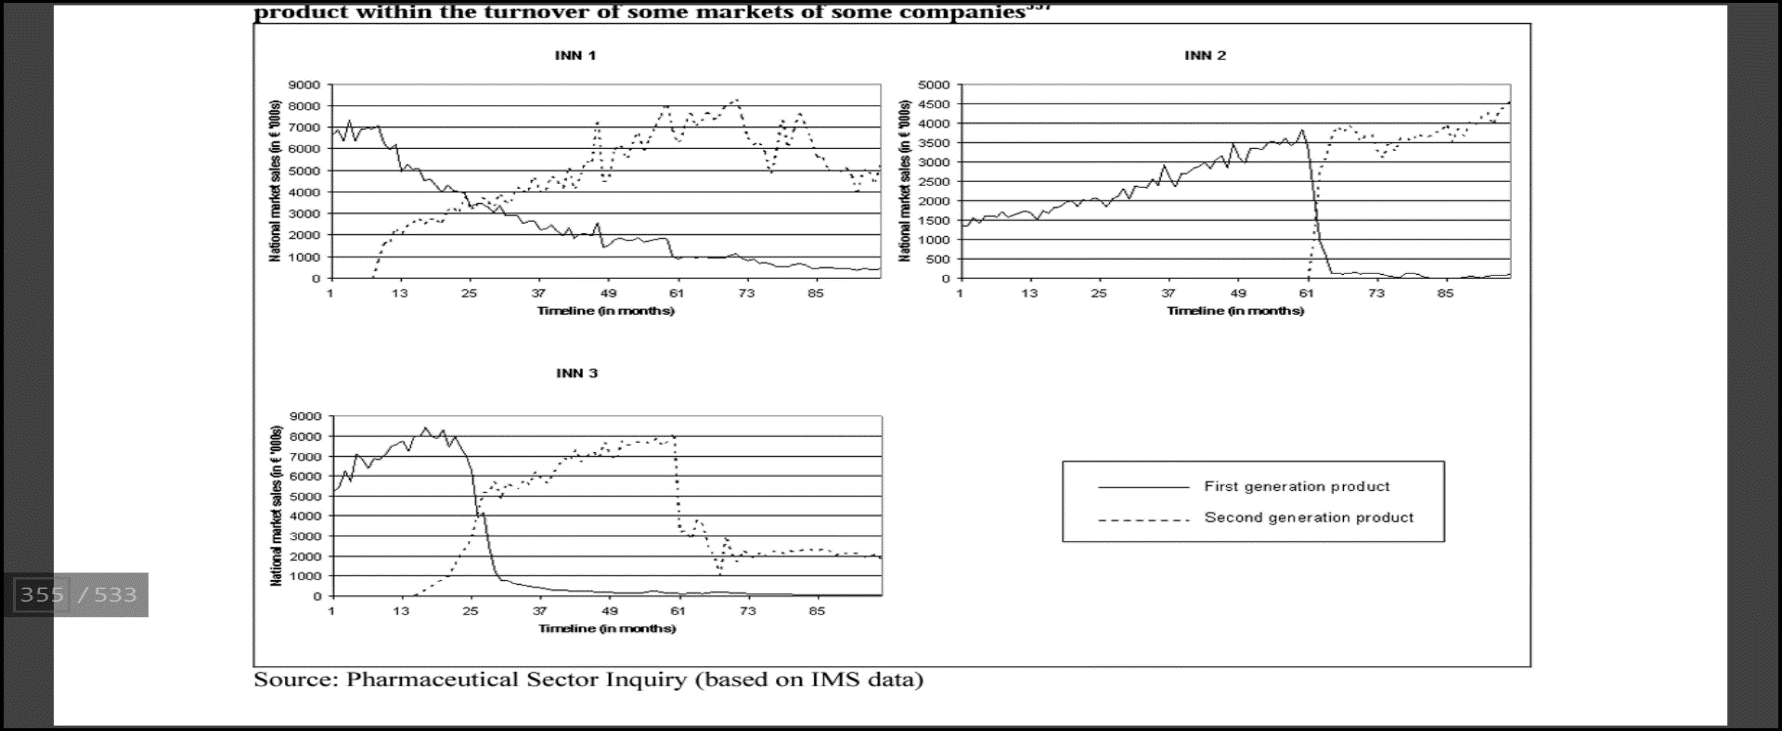 product within the turnover of some markets of some companies
INN 1
National market sales (in € '000s)
9000
8000
7000
6000
5000
4000
3000
2000
1000
0
1 13 25 37 49 61 73 85
Timeline (in months)
INN 2
National market sales (in € '000s)
5000
4500
4000
3500
3000
2500
2000
1500
1000
500
0
1 13 25 37 49 61 73 85
Timeline (in months)
INN 3
National market sales (in € '000s)
9000
8000
7000
6000
5000
4000
3000
2000
1000
0
1 13 25 37 49 61 73 85
Timeline (in months)
First generation product
Second generation product
355 / 533
Source: Pharmaceutical Sector Inquiry (based on IMS data)